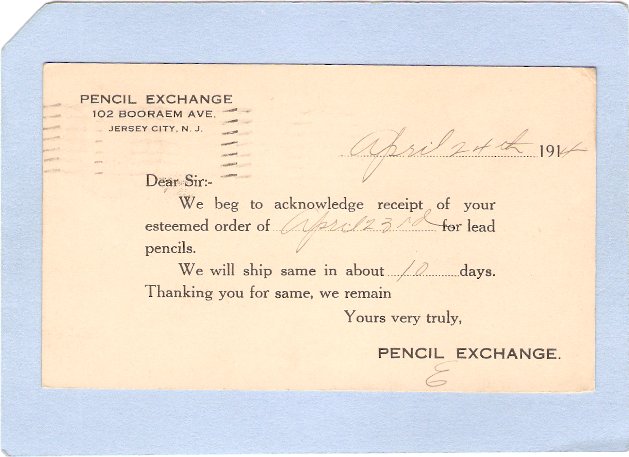 PENCIL EXCHANGE
102 BOORAEM AVE.
JERSEY CITY, N. J.
April 24th 1914
Dear Sir:-
We beg to acknowledge receipt of your
esteemed order of April 23rd for lead
pencils.
We will ship same in about 10 days.
Thanking you for same, we remain
Yours very truly,
PENCIL EXCHANGE.
E